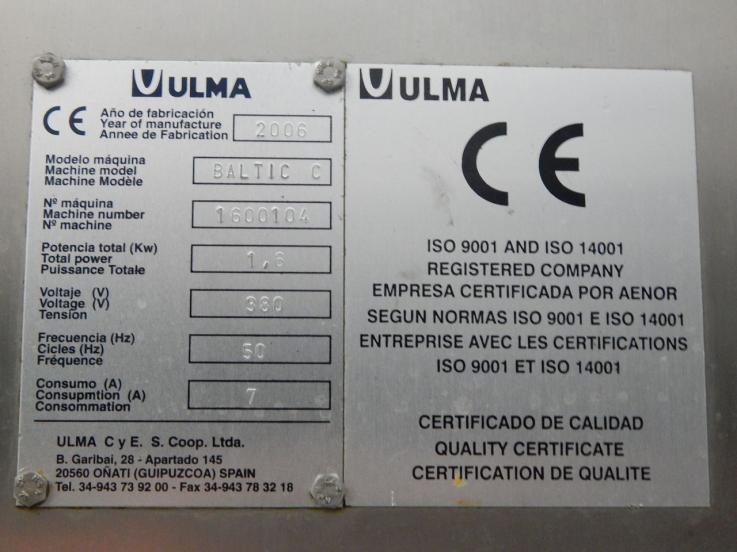 ULMA
CE
Año de fabricación
Year of manufacture
Annee de Fabrication
2006
Modelo máquina
Machine model
Machine Modèle
BALTIC C
Nº máquina
Machine number
Nº machine
1600104
Potencia total (Kw)
Total power
Puissance Totale
1,6
Voltaje (V)
Voltage (V)
Tension
380
Frecuencia (Hz)
Cicles (Hz)
Fréquence
50
Consumo (A)
Consupmtion (A)
Consommation
7
ULMA C y E. S. Coop. Ltda.
B. Garibai, 28 - Apartado 145
20560 OÑATI (GUIPUZCOA) SPAIN
Tel. 34-943 73 92 00 - Fax 34-943 78 32 18
ULMA
CE
ISO 9001 AND ISO 14001
REGISTERED COMPANY
EMPRESA CERTIFICADA POR AENOR
SEGUN NORMAS ISO 9001 E ISO 14001
ENTREPRISE AVEC LES CERTIFICATIONS
ISO 9001 ET ISO 14001
CERTIFICADO DE CALIDAD
QUALITY CERTIFICATE
CERTIFICATION DE QUALITE